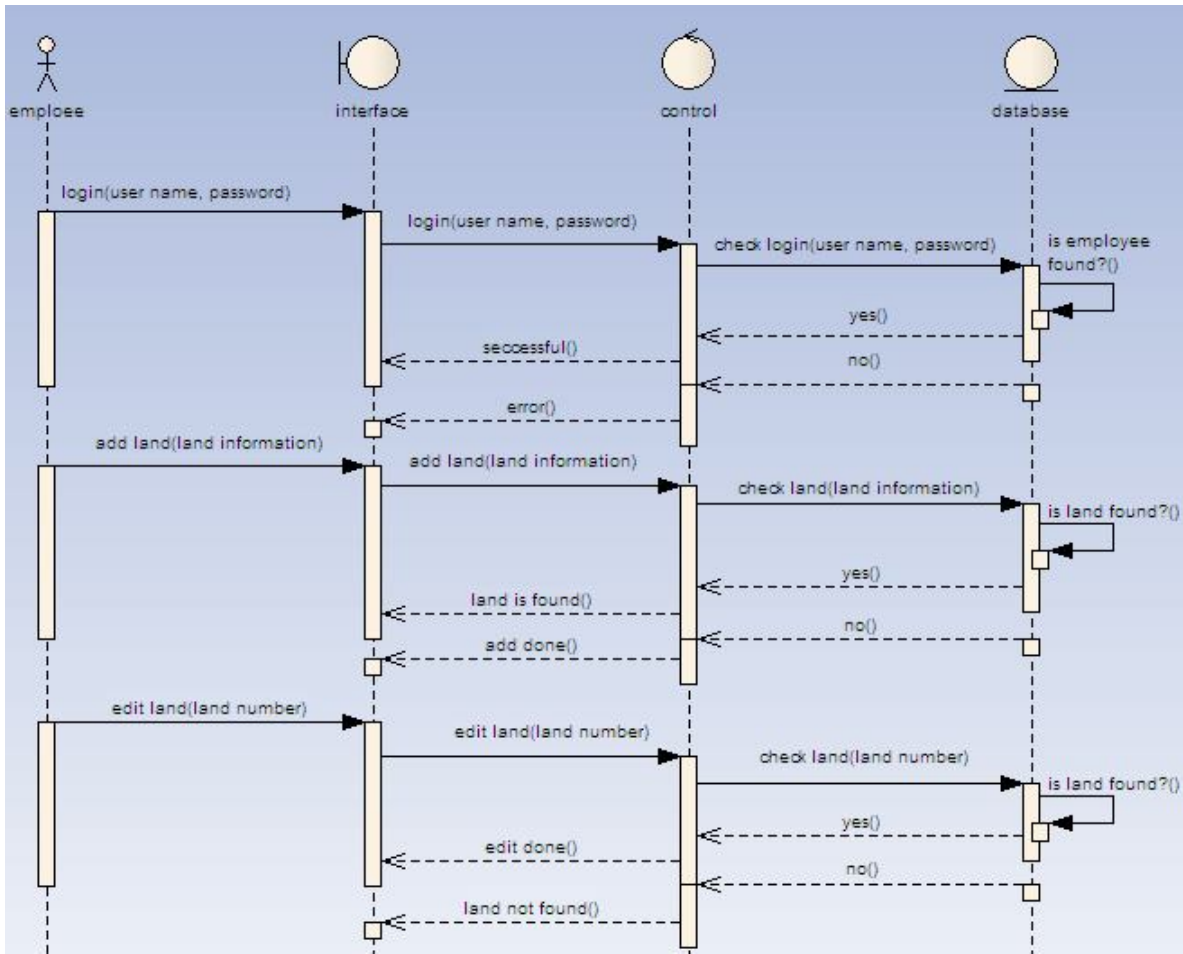 emploee
interface
control
database
login(user name, password)
login(user name, password)
check login(user name, password)
is employee
found?()
yes()
seccessful()
no()
error()
add land(land information)
add land(land information)
check land(land information)
is land found?()
yes()
land is found()
no()
add done()
edit land(land number)
edit land(land number)
check land(land number)
is land found?()
yes()
edit done()
no()
land not found()